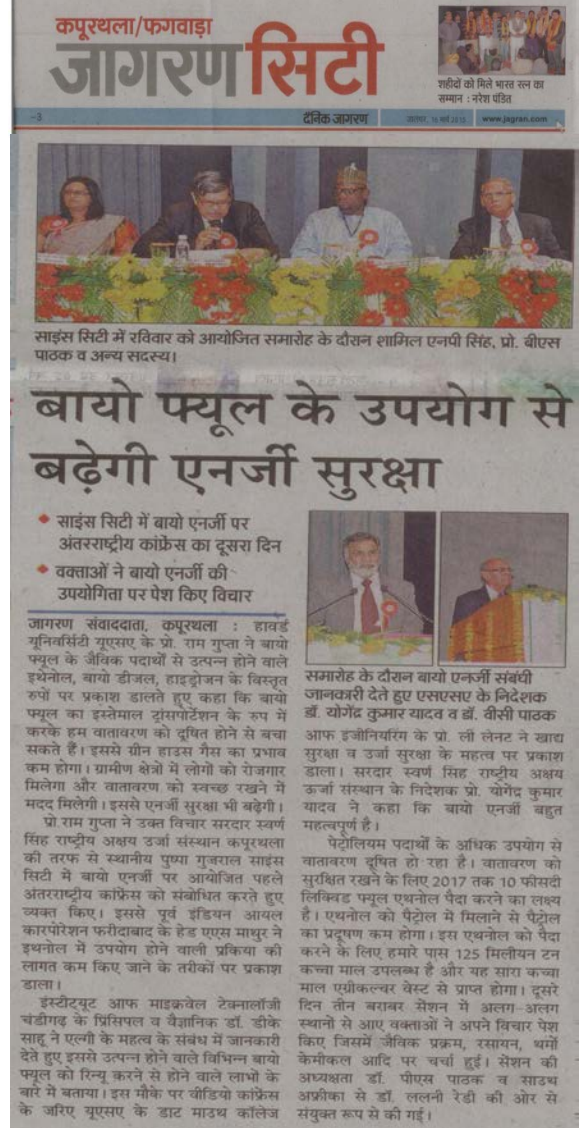 कपूरथला/फगवाड़ा
जागरण सिटी
शहीदों को मिले भारत रत्न का
सम्मान : नरेश पंडित
-3
दैनिक जागरण
जालंधर, 16 मार्च 2015
www.jagran.com
साइंस सिटी में रविवार को आयोजित समारोह के दौरान शामिल एनपी सिंह, प्रो. बीएस
पाठक व अन्य सदस्य।
बायो फ्यूल के उपयोग से
बढ़ेगी एनर्जी सुरक्षा
साइंस सिटी में बायो एनर्जी पर
अंतरराष्ट्रीय कांफ्रेंस का दूसरा दिन
वक्ताओं ने बायो एनर्जी की
उपयोगिता पर पेश किए विचार
जागरण संवाददाता, कपूरथला : हावर्ड
यूनिवर्सिटी यूएसए के प्रो. राम गुप्ता ने बायो
फ्यूल के जैविक पदार्थों से उत्पन्न होने वाले
इथेनोल, बायो डीजल, हाइड्रोजन के विस्तृत
रुपों पर प्रकाश डालते हुए कहा कि बायो
फ्यूल का इस्तेमाल ट्रांसपोर्टेशन के रुप में
करके हम वातावरण को दूषित होने से बचा
सकते हैं। इससे ग्रीन हाउस गैस का प्रभाव
कम होगा। ग्रामीण क्षेत्रों में लोगों को रोजगार
मिलेगा और वातावरण को स्वच्छ रखने में
मदद मिलेगी। इससे एनर्जी सुरक्षा भी बढ़ेगी।
प्रो.राम गुप्ता ने उक्त विचार सरदार स्वर्ण
सिंह राष्ट्रीय अक्षय उर्जा संस्थान कपूरथला
की तरफ से स्थानीय पुष्पा गुजराल साइंस
सिटी में बायो एनर्जी पर आयोजित पहले
अंतरराष्ट्रीय कांफ्रेंस को संबोधित करते हुए
व्यक्त किए। इससे पूर्व इंडियन आयल
कारपोरेशन फरीदाबाद के हेड एएस माथुर ने
इथनोल में उपयोग होने वाली प्रकिया की
लागत कम किए जाने के तरीकों पर प्रकाश
डाला।
इंस्टीट्यूट आफ माइक्रवेल टेक्नालॉजी
चंडीगढ़ के प्रिंसिपल व वैज्ञानिक डॉ. डीके
साहू ने एल्गी के महत्व के संबंध में जानकारी
देते हुए इससे उत्पन्न होने वाले विभिन्न बायो
फ्यूल को रिन्यू करने से होने वाले लाभों के
बारे में बताया। इस मौके पर वीडियो कांफ्रेंस
के जरिए यूएसए के डाट माउथ कॉलेज
समारोह के दौरान बायो एनर्जी संबंधी
जानकारी देते हुए एसएसए के निदेशक
डॉ. योगेंद्र कुमार यादव व डॉ. वीसी पाठक
आफ इंजीनियरिंग के प्रो. ली लेनट ने खाद्य
सुरक्षा व उर्जा सुरक्षा के महत्व पर प्रकाश
डाला। सरदार स्वर्ण सिंह राष्ट्रीय अक्षय
ऊर्जा संस्थान के निदेशक प्रो. योगेंद्र कुमार
यादव ने कहा कि बायो एनर्जी बहुत
महत्वपूर्ण है।
पेट्रोलियम पदार्थों के अधिक उपयोग से
वातावरण दूषित हो रहा है। वातावरण को
सुरक्षित रखने के लिए 2017 तक 10 फीसदी
लिक्विड फ्यूल एथनोल पैदा करने का लक्ष्य
है। एथनोल को पैट्रोल में मिलाने से पैट्रोल
का प्रदूषण कम होगा। इस एथनोल को पैदा
करने के लिए हमारे पास 125 मिलीयन टन
कच्चा माल उपलब्ध है और यह सारा कच्चा
माल एग्रीकल्चर वेस्ट से प्राप्त होगा। दूसरे
दिन तीन बराबर सेशन में अलग-अलग
स्थानों से आए वक्ताओं ने अपने विचार पेश
किए जिसमें जैविक प्रक्रम, रसायन, थर्मो
केमीकल आदि पर चर्चा हुई। सेशन की
अध्यक्षता डॉ. पीएस पाठक व साउथ
अफ्रीका से डॉ. ललनी रेडी की ओर से
संयुक्त रूप से की गई।